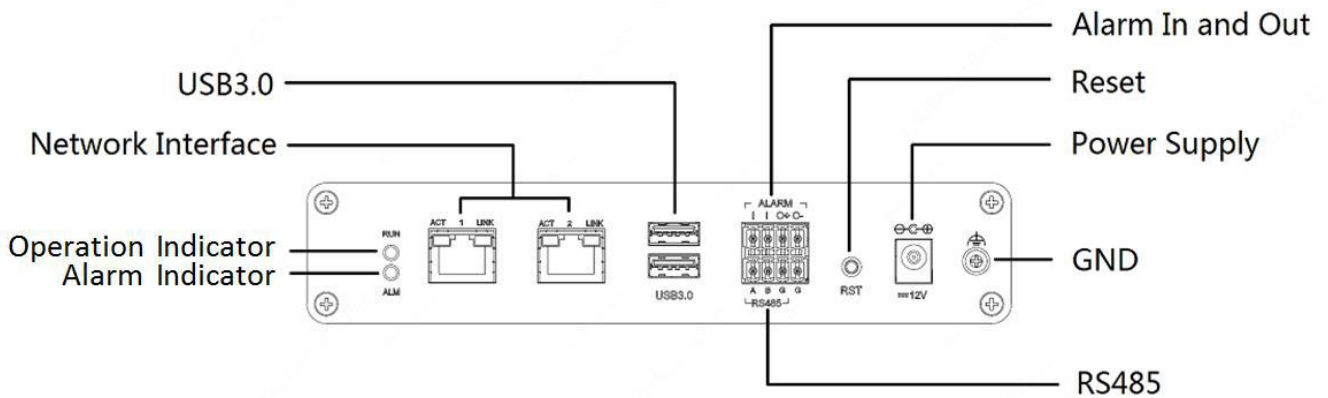 Alarm In and Out
USB3.0
Reset
Network Interface
Power Supply
ALARM
I I O+ O-
ACT 1 LINK
ACT 2 LINK
RUN
Operation Indicator
Alarm Indicator
GND
ALM
USB3.0
A B G G
RS485
RST
12V
RS485